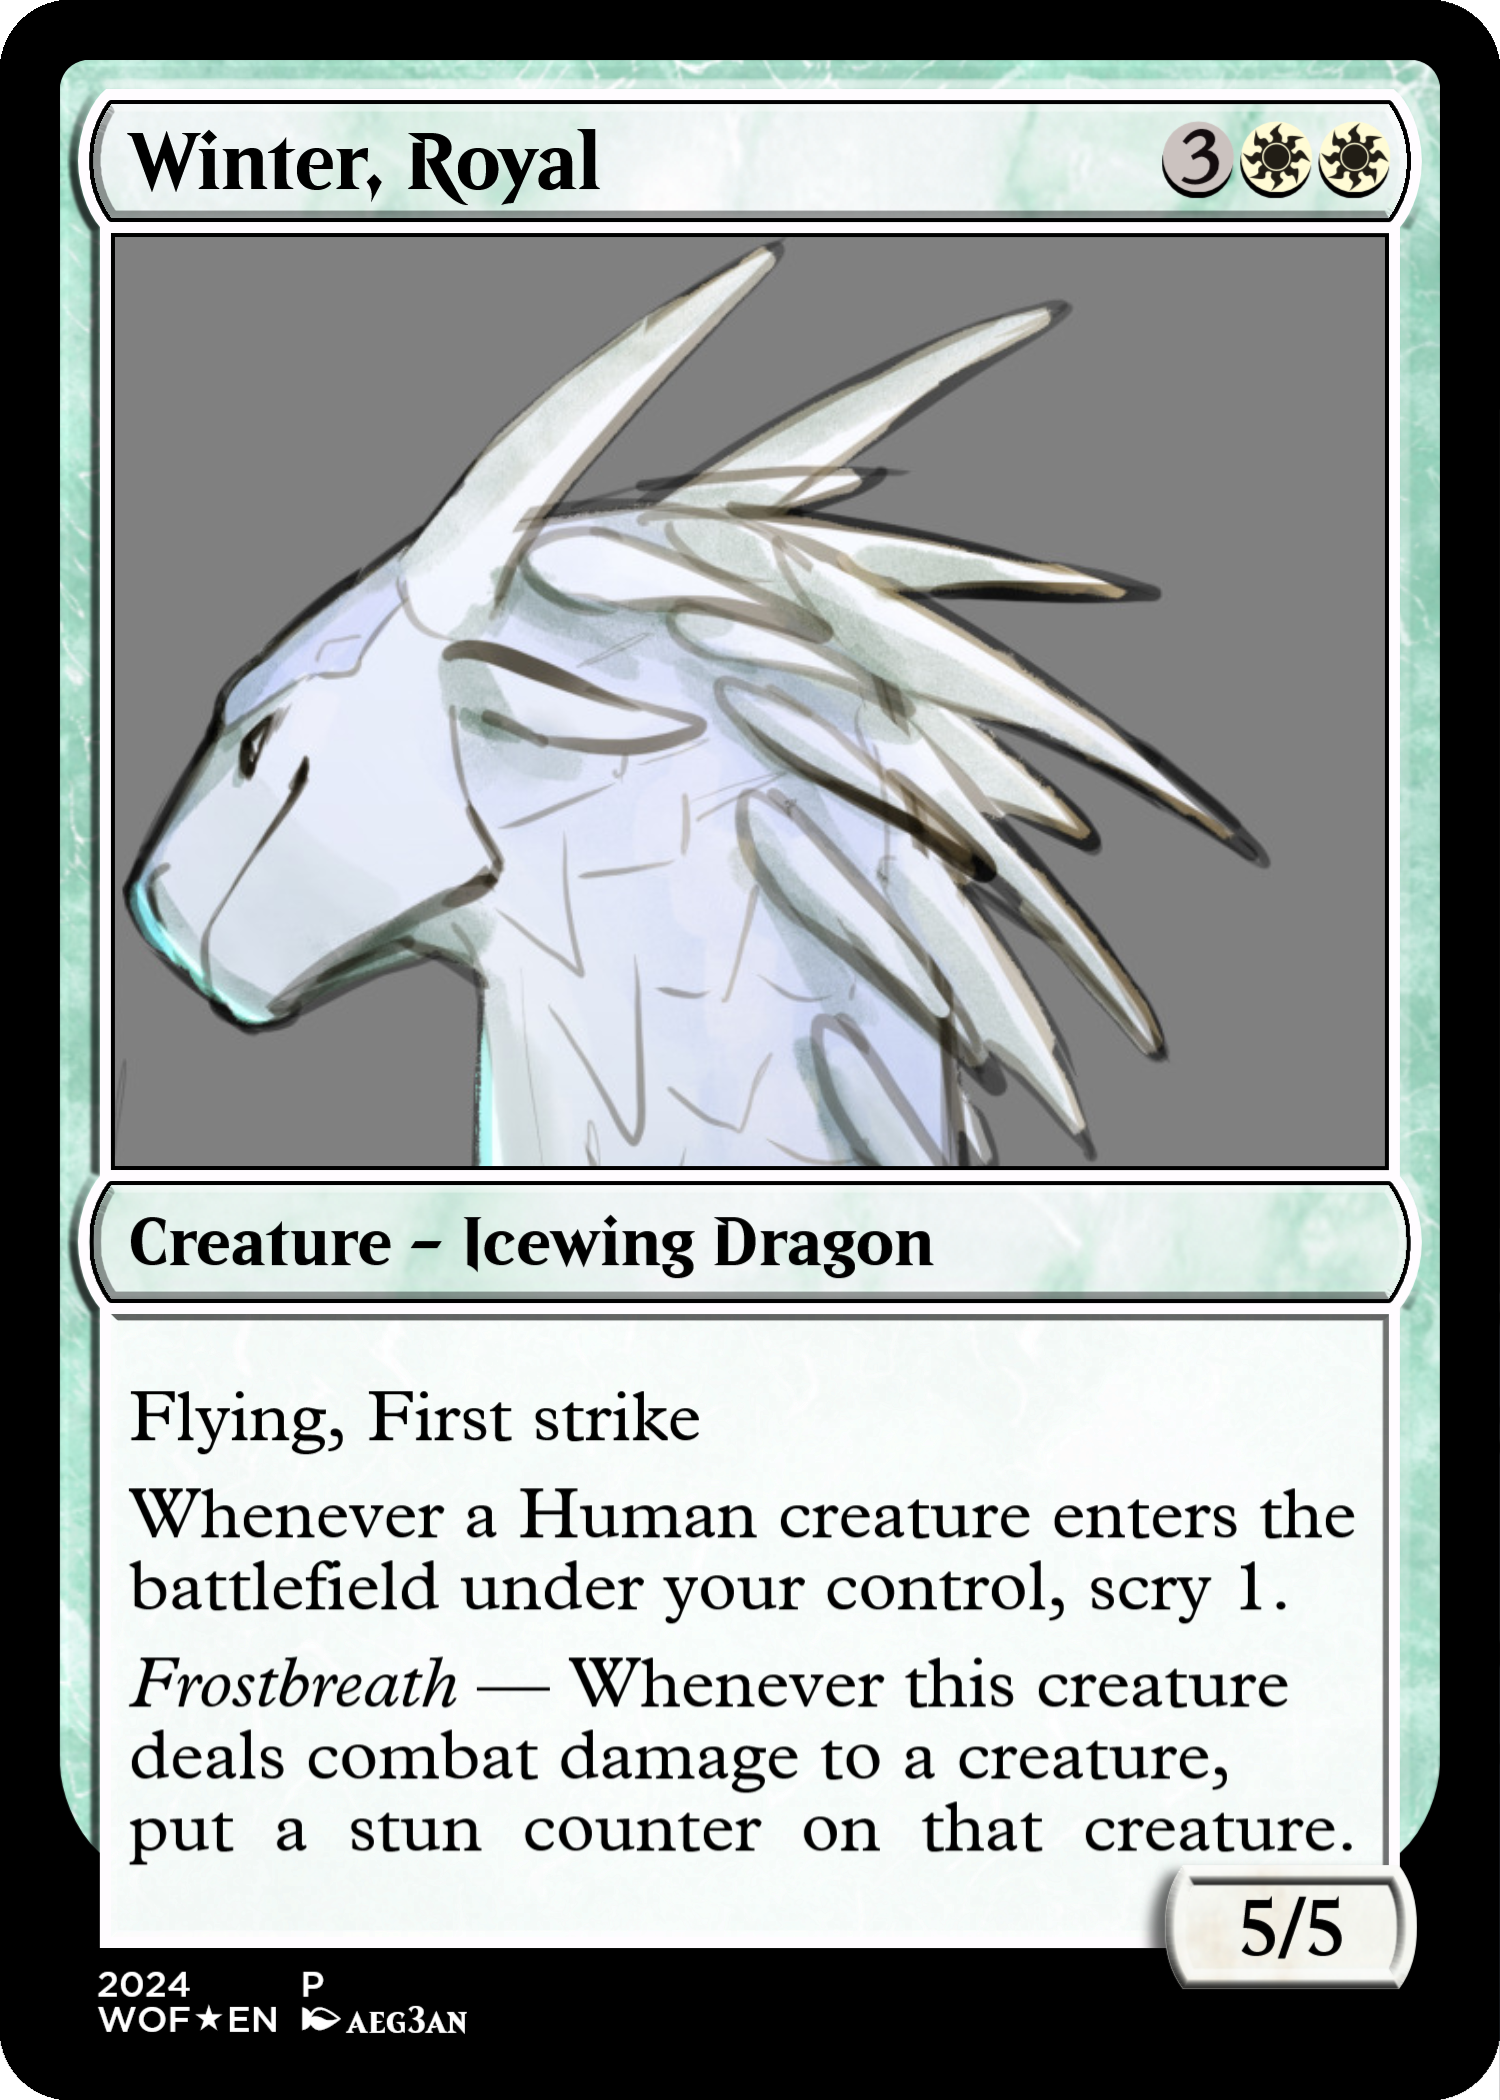 Winter, Royal 3
Creature – Icewing Dragon
Flying, First strike
Whenever a Human creature enters the
battlefield under your control, scry 1.
Frostbreath — Whenever this creature
deals combat damage to a creature,
put a stun counter on that creature.
5/5
2024 P
WOF★EN AEG3AN